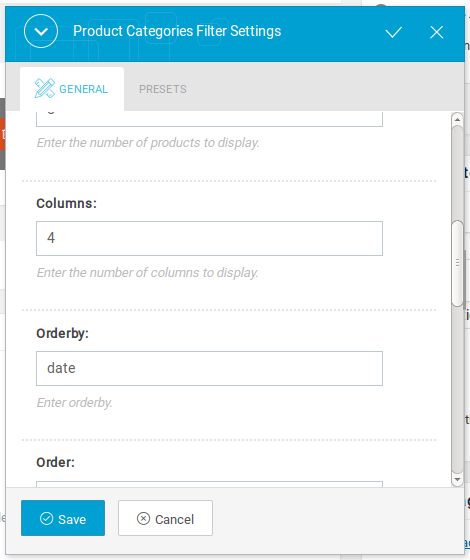 Product Categories Filter Settings
GENERAL
PRESETS
Enter the number of products to display.
Columns:
4
Enter the number of columns to display.
Orderby:
date
Enter orderby.
Order:
Save
Cancel